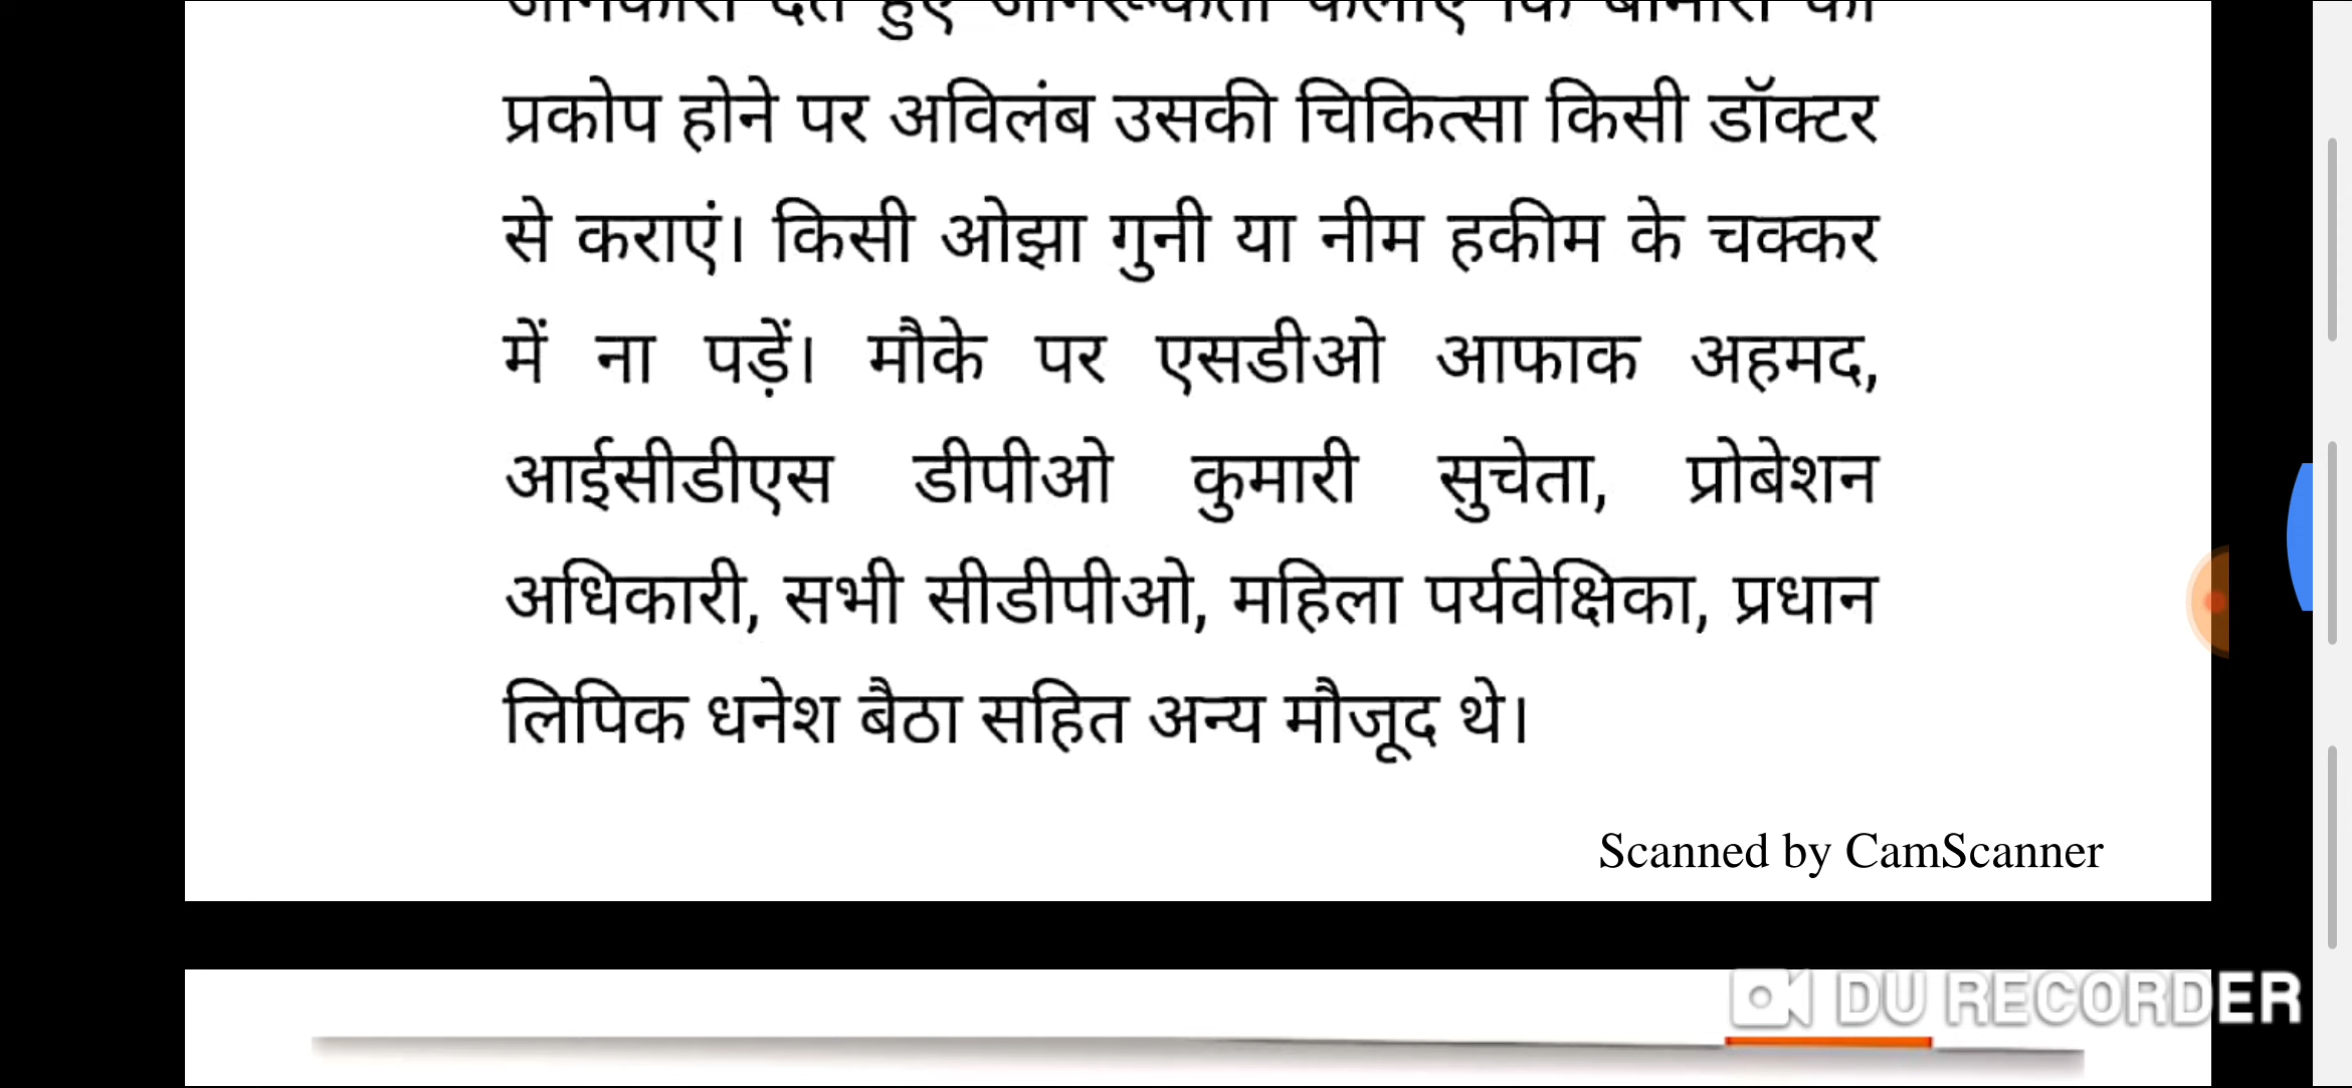 प्रकोप होने पर अविलंब उसकी चिकित्सा किसी डॉक्टर
से कराएं। किसी ओझा गुनी या नीम हकीम के चक्कर
में ना पड़ें। मौके पर एसडीओ आफाक अहमद,
आईसीडीएस डीपीओ कुमारी सुचेता, प्रोबेशन
अधिकारी, सभी सीडीपीओ, महिला पर्यवेक्षिका, प्रधान
लिपिक धनेश बैठा सहित अन्य मौजूद थे।
Scanned by CamScanner
DU RECORDER